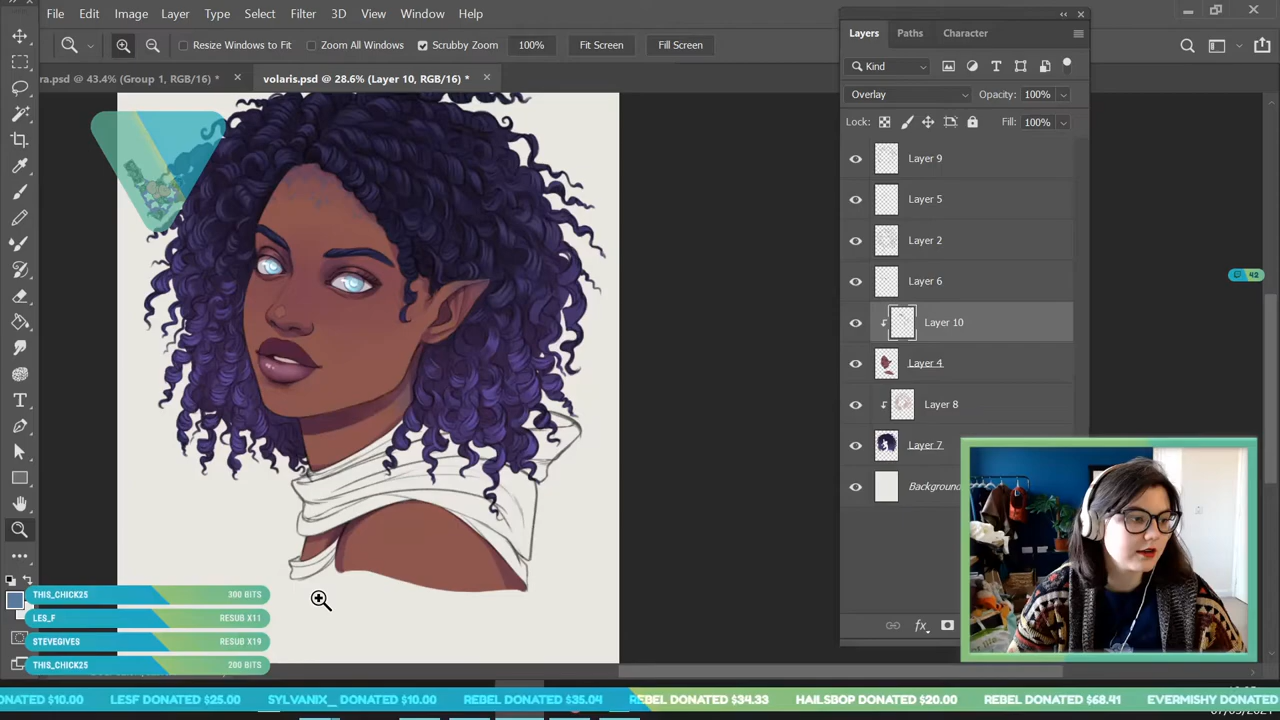 File Edit Image Layer Type Select Filter 3D View Window Help
Resize Windows to Fit Zoom All Windows Scrubby Zoom 100% Fit Screen Fill Screen
ra.psd @ 43.4% (Group 1, RGB/16) * volaris.psd @ 28.6% (Layer 10, RGB/16) *
Layers Paths Character
Kind
Overlay Opacity: 100%
Lock: Fill: 100%
Layer 9
Layer 5
Layer 2
Layer 6
Layer 10
Layer 4
Layer 8
Layer 7
Background
fx
42
THIS_CHICK25 300 BITS
LES_F RESUB X11
STEVEGIVES RESUB X19
THIS_CHICK25 200 BITS
ONATED $10.00 LESF DONATED $25.00 SYLVANIX_ DONATED $10.00 REBEL DONATED $35.04 REBEL DONATED $34.33 HAILSBOP DONATED $20.00 REBEL DONATED $68.41 EVERMISHY DONATED